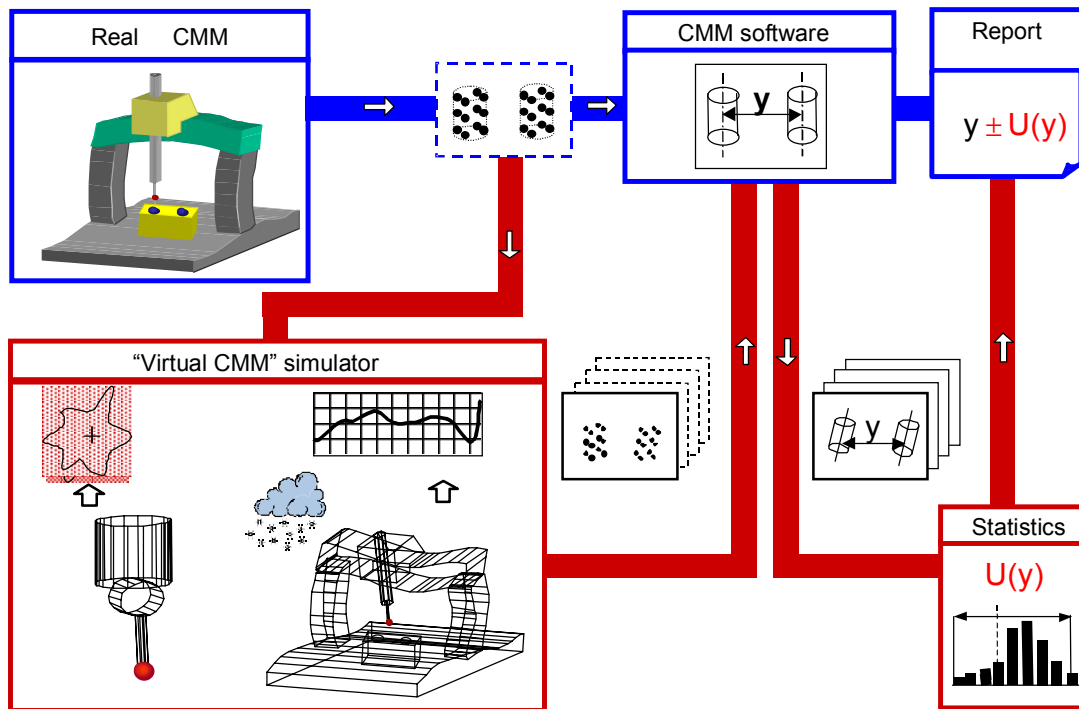 Real CMM
CMM software
Report
y
y ± U(y)
“Virtual CMM” simulator
y
Statistics
U(y)